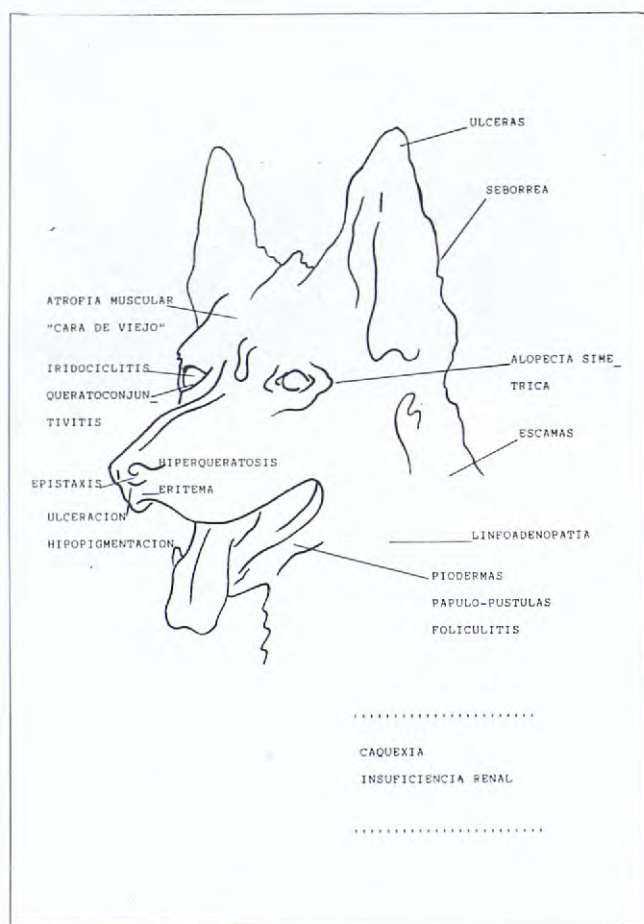 ULCERAS
SEBORREA
ATROFIA MUSCULAR
"CARA DE VIEJO"
IRIDOCICLITIS
QUERATOCONJUN_
TIVITIS
ALOPECIA SIME_
TRICA
ESCAMAS
HIPERQUERATOSIS
EPISTAXIS
ERITEMA
ULCERACION
HIPOPIGMENTACION
LINFOADENOPATIA
PIODERMAS
PAPULO-PUSTULAS
FOLICULITIS
CAQUEXIA
INSUFICIENCIA RENAL